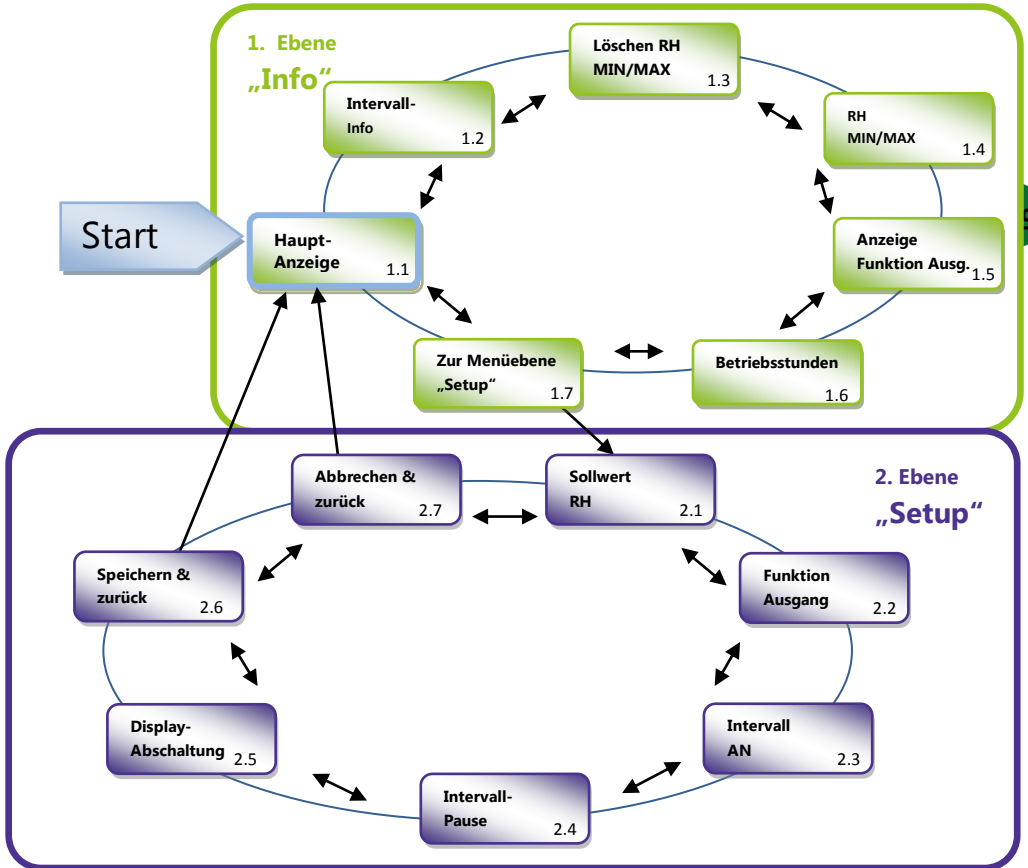 1. Ebene
„Info“
Löschen RH
MIN/MAX
1.3
Intervall-
Info
1.2
RH
MIN/MAX
1.4
Start
Haupt-
Anzeige
1.1
Anzeige
Funktion Ausg.
1.5
Zur Menüebene
„Setup“
1.7
Betriebsstunden
1.6
2. Ebene
„Setup“
Abbrechen &
zurück
2.7
Sollwert
RH
2.1
Speichern &
zurück
2.6
Funktion
Ausgang
2.2
Display-
Abschaltung
2.5
Intervall
AN
2.3
Intervall-
Pause
2.4